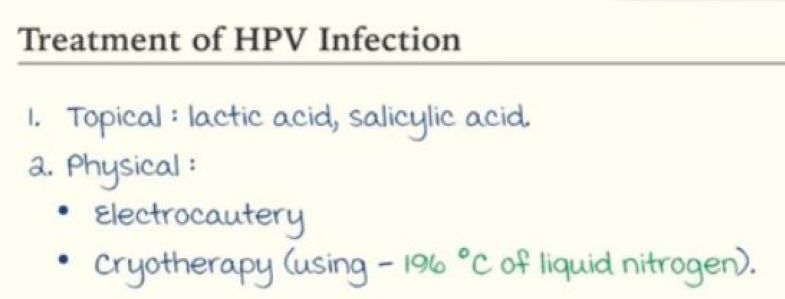 Treatment of HPV Infection
1. Topical : lactic acid, salicylic acid.
2. Physical :
• Electrocautery
• Cryotherapy (using - 196 °C of liquid nitrogen).